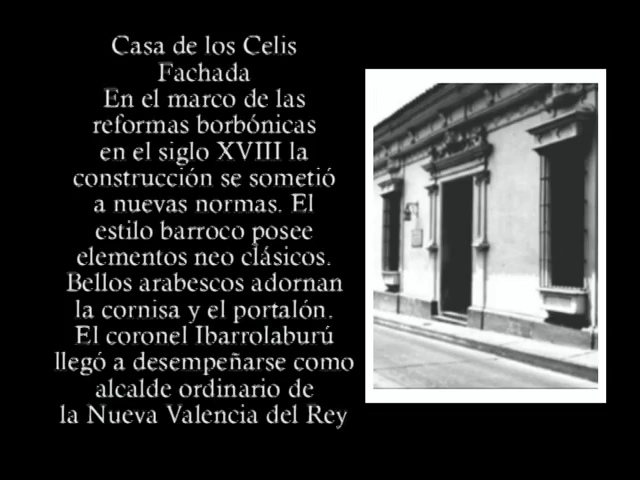 Casa de los Celis
Fachada
En el marco de las
reformas borbónicas
en el siglo XVIII la
construcción se sometió
a nuevas normas. El
estilo barroco posee
elementos neo clásicos.
Bellos arabescos adornan
la cornisa y el portalón.
El coronel Ibarrolaburú
llegó a desempeñarse como
alcalde ordinario de
la Nueva Valencia del Rey